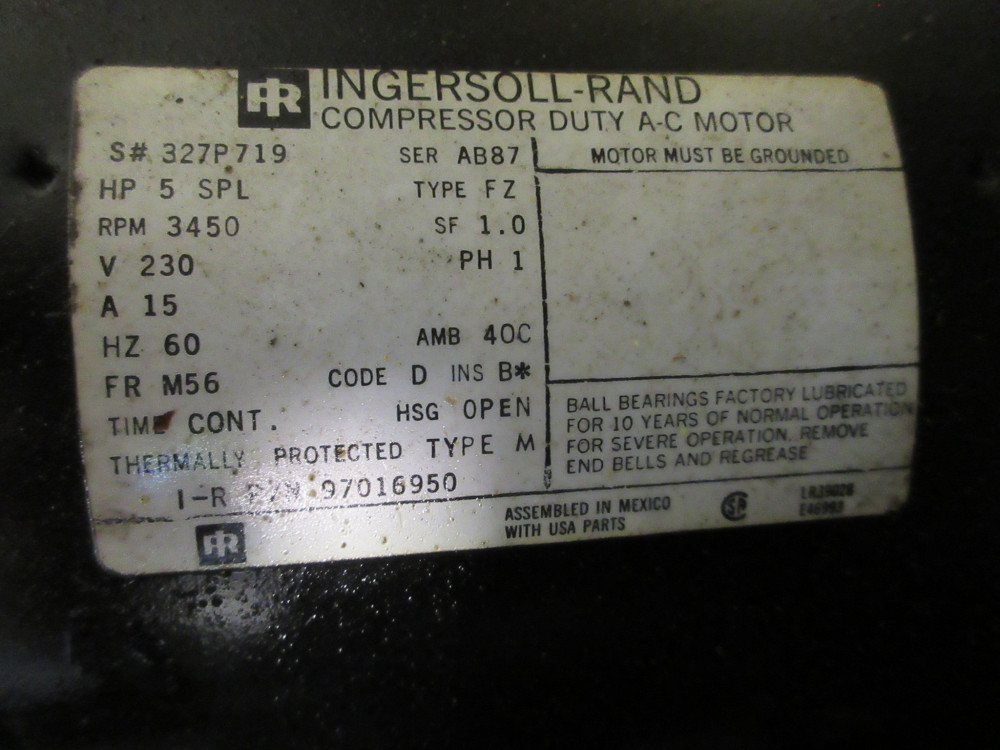 IR INGERSOLL-RAND
COMPRESSOR DUTY A-C MOTOR
S# 327P719 SER AB87
HP 5 SPL TYPE FZ
RPM 3450 SF 1.0
V 230 PH 1
A 15
HZ 60 AMB 40C
FR M56 CODE D INS B*
TIME CONT. HSG OPEN
THERMALLY PROTECTED TYPE M
I-R P/N 97016950
MOTOR MUST BE GROUNDED
BALL BEARINGS FACTORY LUBRICATED
FOR 10 YEARS OF NORMAL OPERATION
FOR SEVERE OPERATION REMOVE
END BELLS AND REGREASE
IR
ASSEMBLED IN MEXICO
WITH USA PARTS